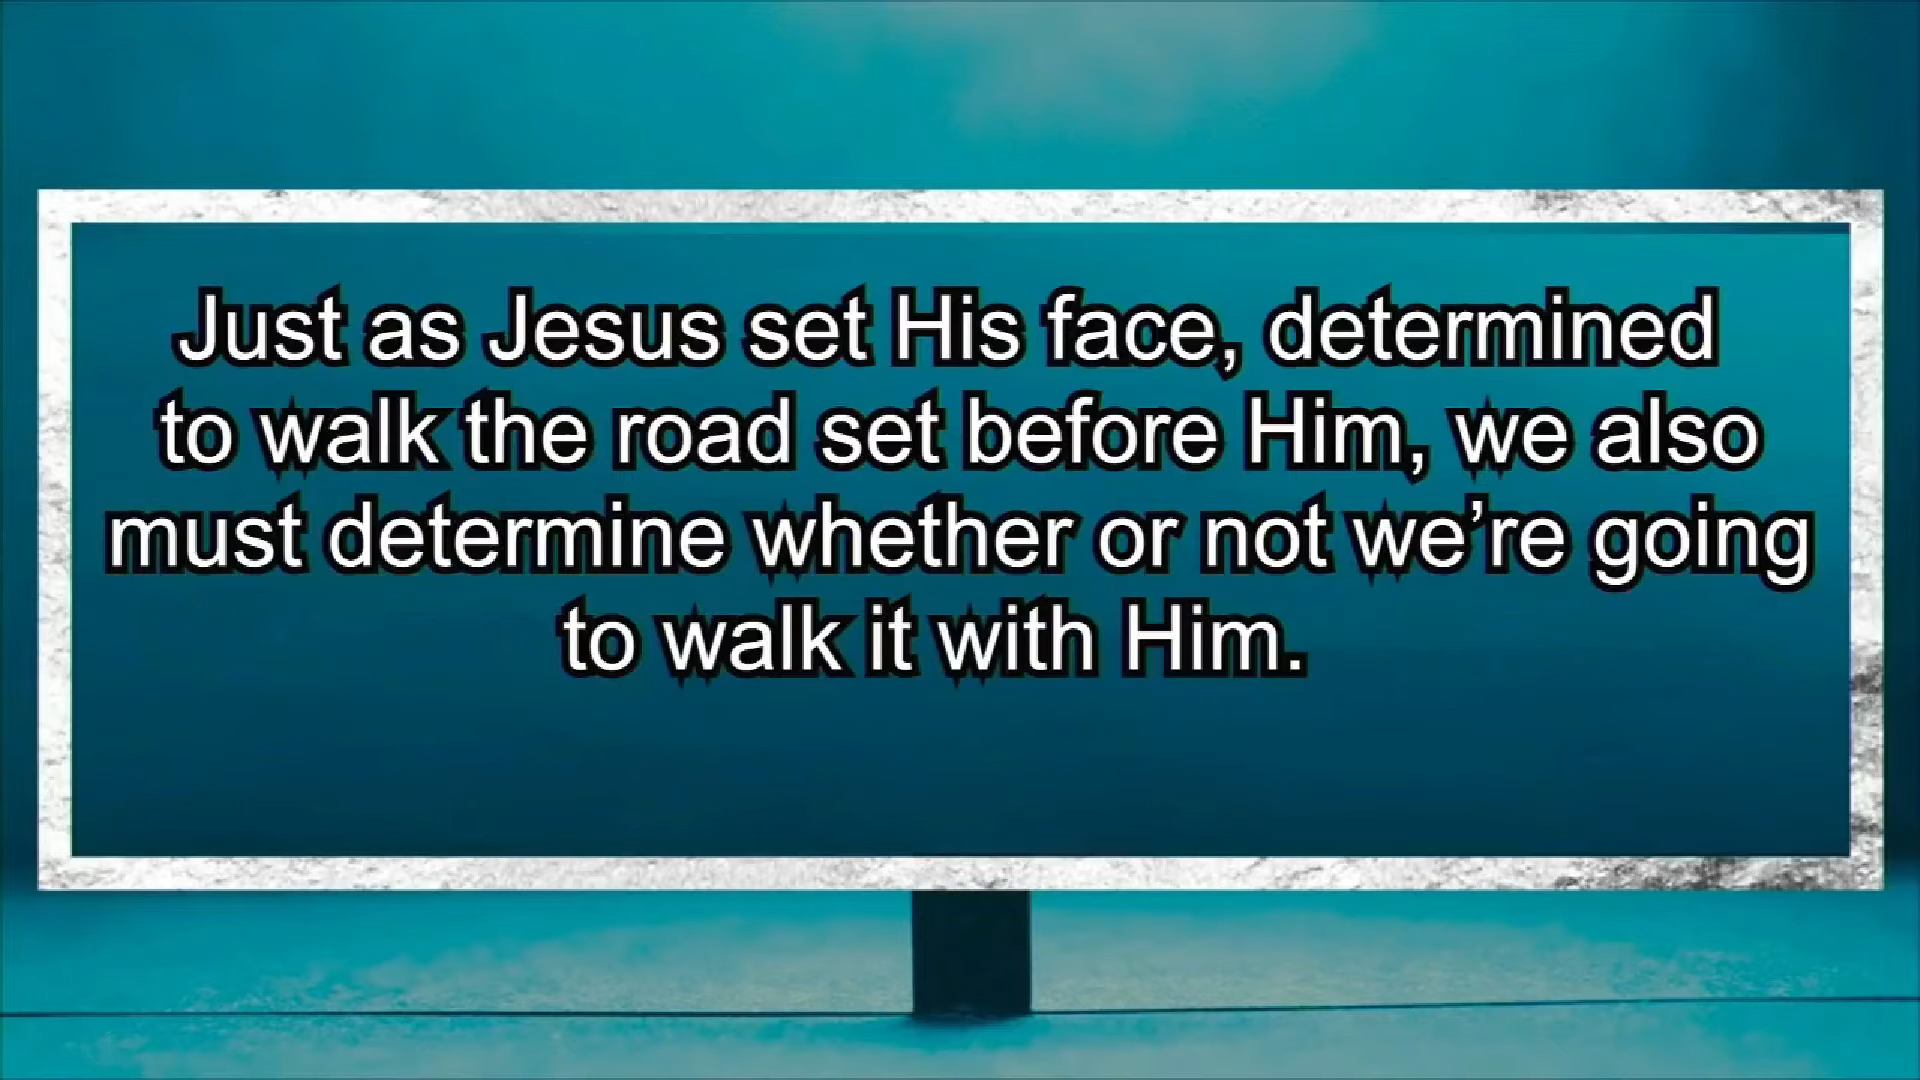 Just as Jesus set His face, determined
to walk the road set before Him, we also
must determine whether or not we’re going
to walk it with Him.